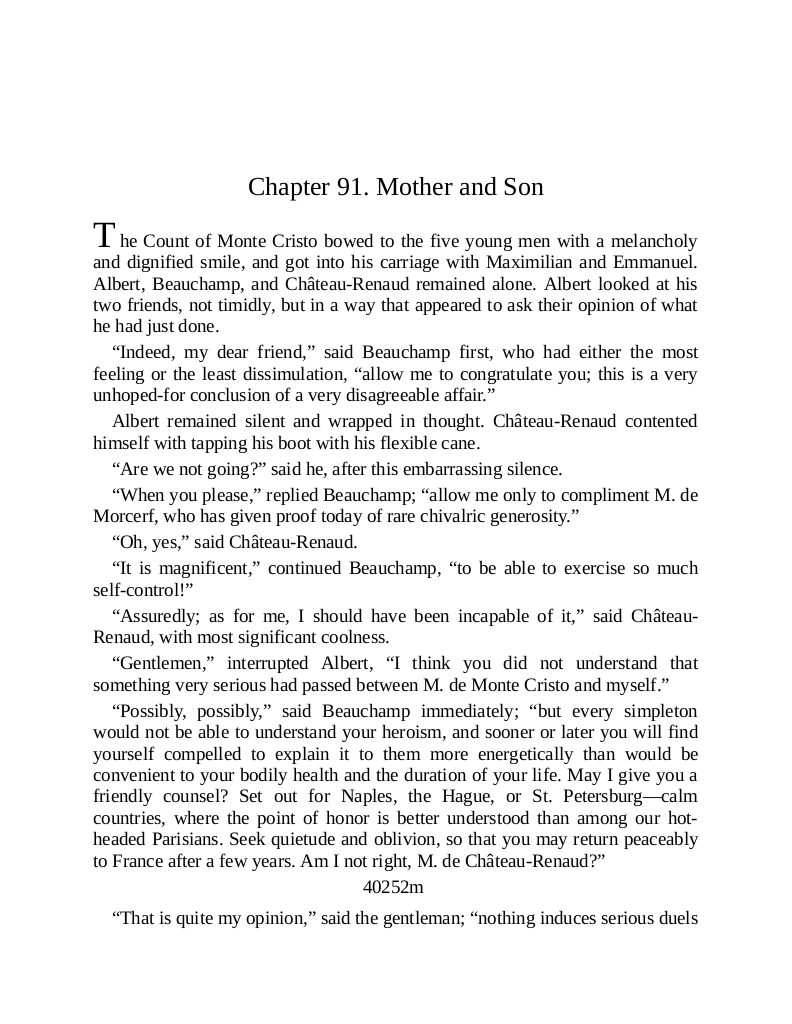 Chapter 91. Mother and Son
The Count of Monte Cristo bowed to the five young men with a melancholy
and dignified smile, and got into his carriage with Maximilian and Emmanuel.
Albert, Beauchamp, and Château-Renaud remained alone. Albert looked at his
two friends, not timidly, but in a way that appeared to ask their opinion of what
he had just done.
“Indeed, my dear friend,” said Beauchamp first, who had either the most
feeling or the least dissimulation, “allow me to congratulate you; this is a very
unhoped-for conclusion of a very disagreeable affair.”
Albert remained silent and wrapped in thought. Château-Renaud contented
himself with tapping his boot with his flexible cane.
“Are we not going?” said he, after this embarrassing silence.
“When you please,” replied Beauchamp; “allow me only to compliment M. de
Morcerf, who has given proof today of rare chivalric generosity.”
“Oh, yes,” said Château-Renaud.
“It is magnificent,” continued Beauchamp, “to be able to exercise so much
self-control!”
“Assuredly; as for me, I should have been incapable of it,” said Château-
Renaud, with most significant coolness.
“Gentlemen,” interrupted Albert, “I think you did not understand that
something very serious had passed between M. de Monte Cristo and myself.”
“Possibly, possibly,” said Beauchamp immediately; “but every simpleton
would not be able to understand your heroism, and sooner or later you will find
yourself compelled to explain it to them more energetically than would be
convenient to your bodily health and the duration of your life. May I give you a
friendly counsel? Set out for Naples, the Hague, or St. Petersburg—calm
countries, where the point of honor is better understood than among our hot-
headed Parisians. Seek quietude and oblivion, so that you may return peaceably
to France after a few years. Am I not right, M. de Château-Renaud?”
40252m
“That is quite my opinion,” said the gentleman; “nothing induces serious duels